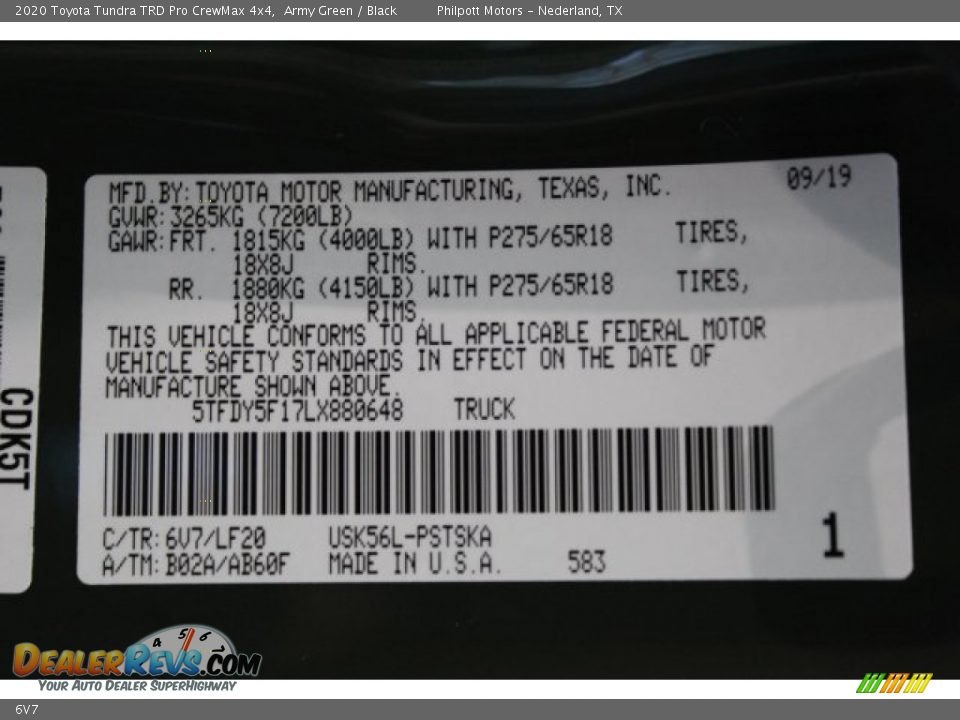 2020 Toyota Tundra TRD Pro CrewMax 4x4, Army Green / Black Philpott Motors - Nederland, TX
MFD.BY: TOYOTA MOTOR MANUFACTURING, TEXAS, INC. 09/19
GVWR: 3265KG (7200LB)
GAWR: FRT. 1815KG (4000LB) WITH P275/65R18 TIRES,
18X8J RIMS.
RR. 1880KG (4150LB) WITH P275/65R18 TIRES,
18X8J RIMS.
THIS VEHICLE CONFORMS TO ALL APPLICABLE FEDERAL MOTOR
VEHICLE SAFETY STANDARDS IN EFFECT ON THE DATE OF
MANUFACTURE SHOWN ABOVE.
5TFDY5F17LX880648 TRUCK
CDK5T
C/TR: 6V7/LF20 USK56L-PSTSKA
A/TM: B02A/AB60F MADE IN U.S.A. 583
1
4 5 6
DEALERREVS.COM
YOUR AUTO DEALER SUPERHIGHWAY
6V7